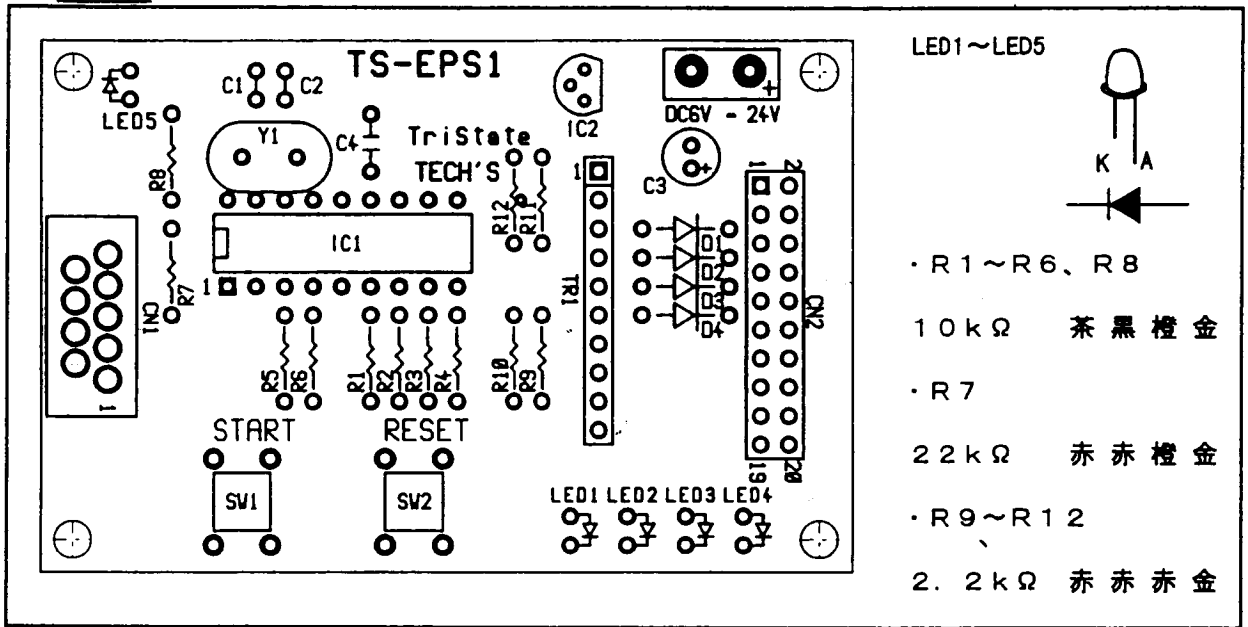 TS-EPS1
LED5
C1
C2
IC2
DC6V - 24V
+
Y1
C4
TriState
TECH'S
C3
+
R8
R12
R11
1
1
2
IC1
1
R7
CN1
1
TR1
D1
D2
D3
D4
CN2
R5
R6
R1
R2
R3
R4
R10
R9
START
RESET
SW1
SW2
19
20
LED1 LED2 LED3 LED4
LED1～LED5
K A
・R1～R6、R8
10kΩ 茶黒橙金
・R7
22kΩ 赤赤橙金
・R9～R12
2.2kΩ 赤赤赤金